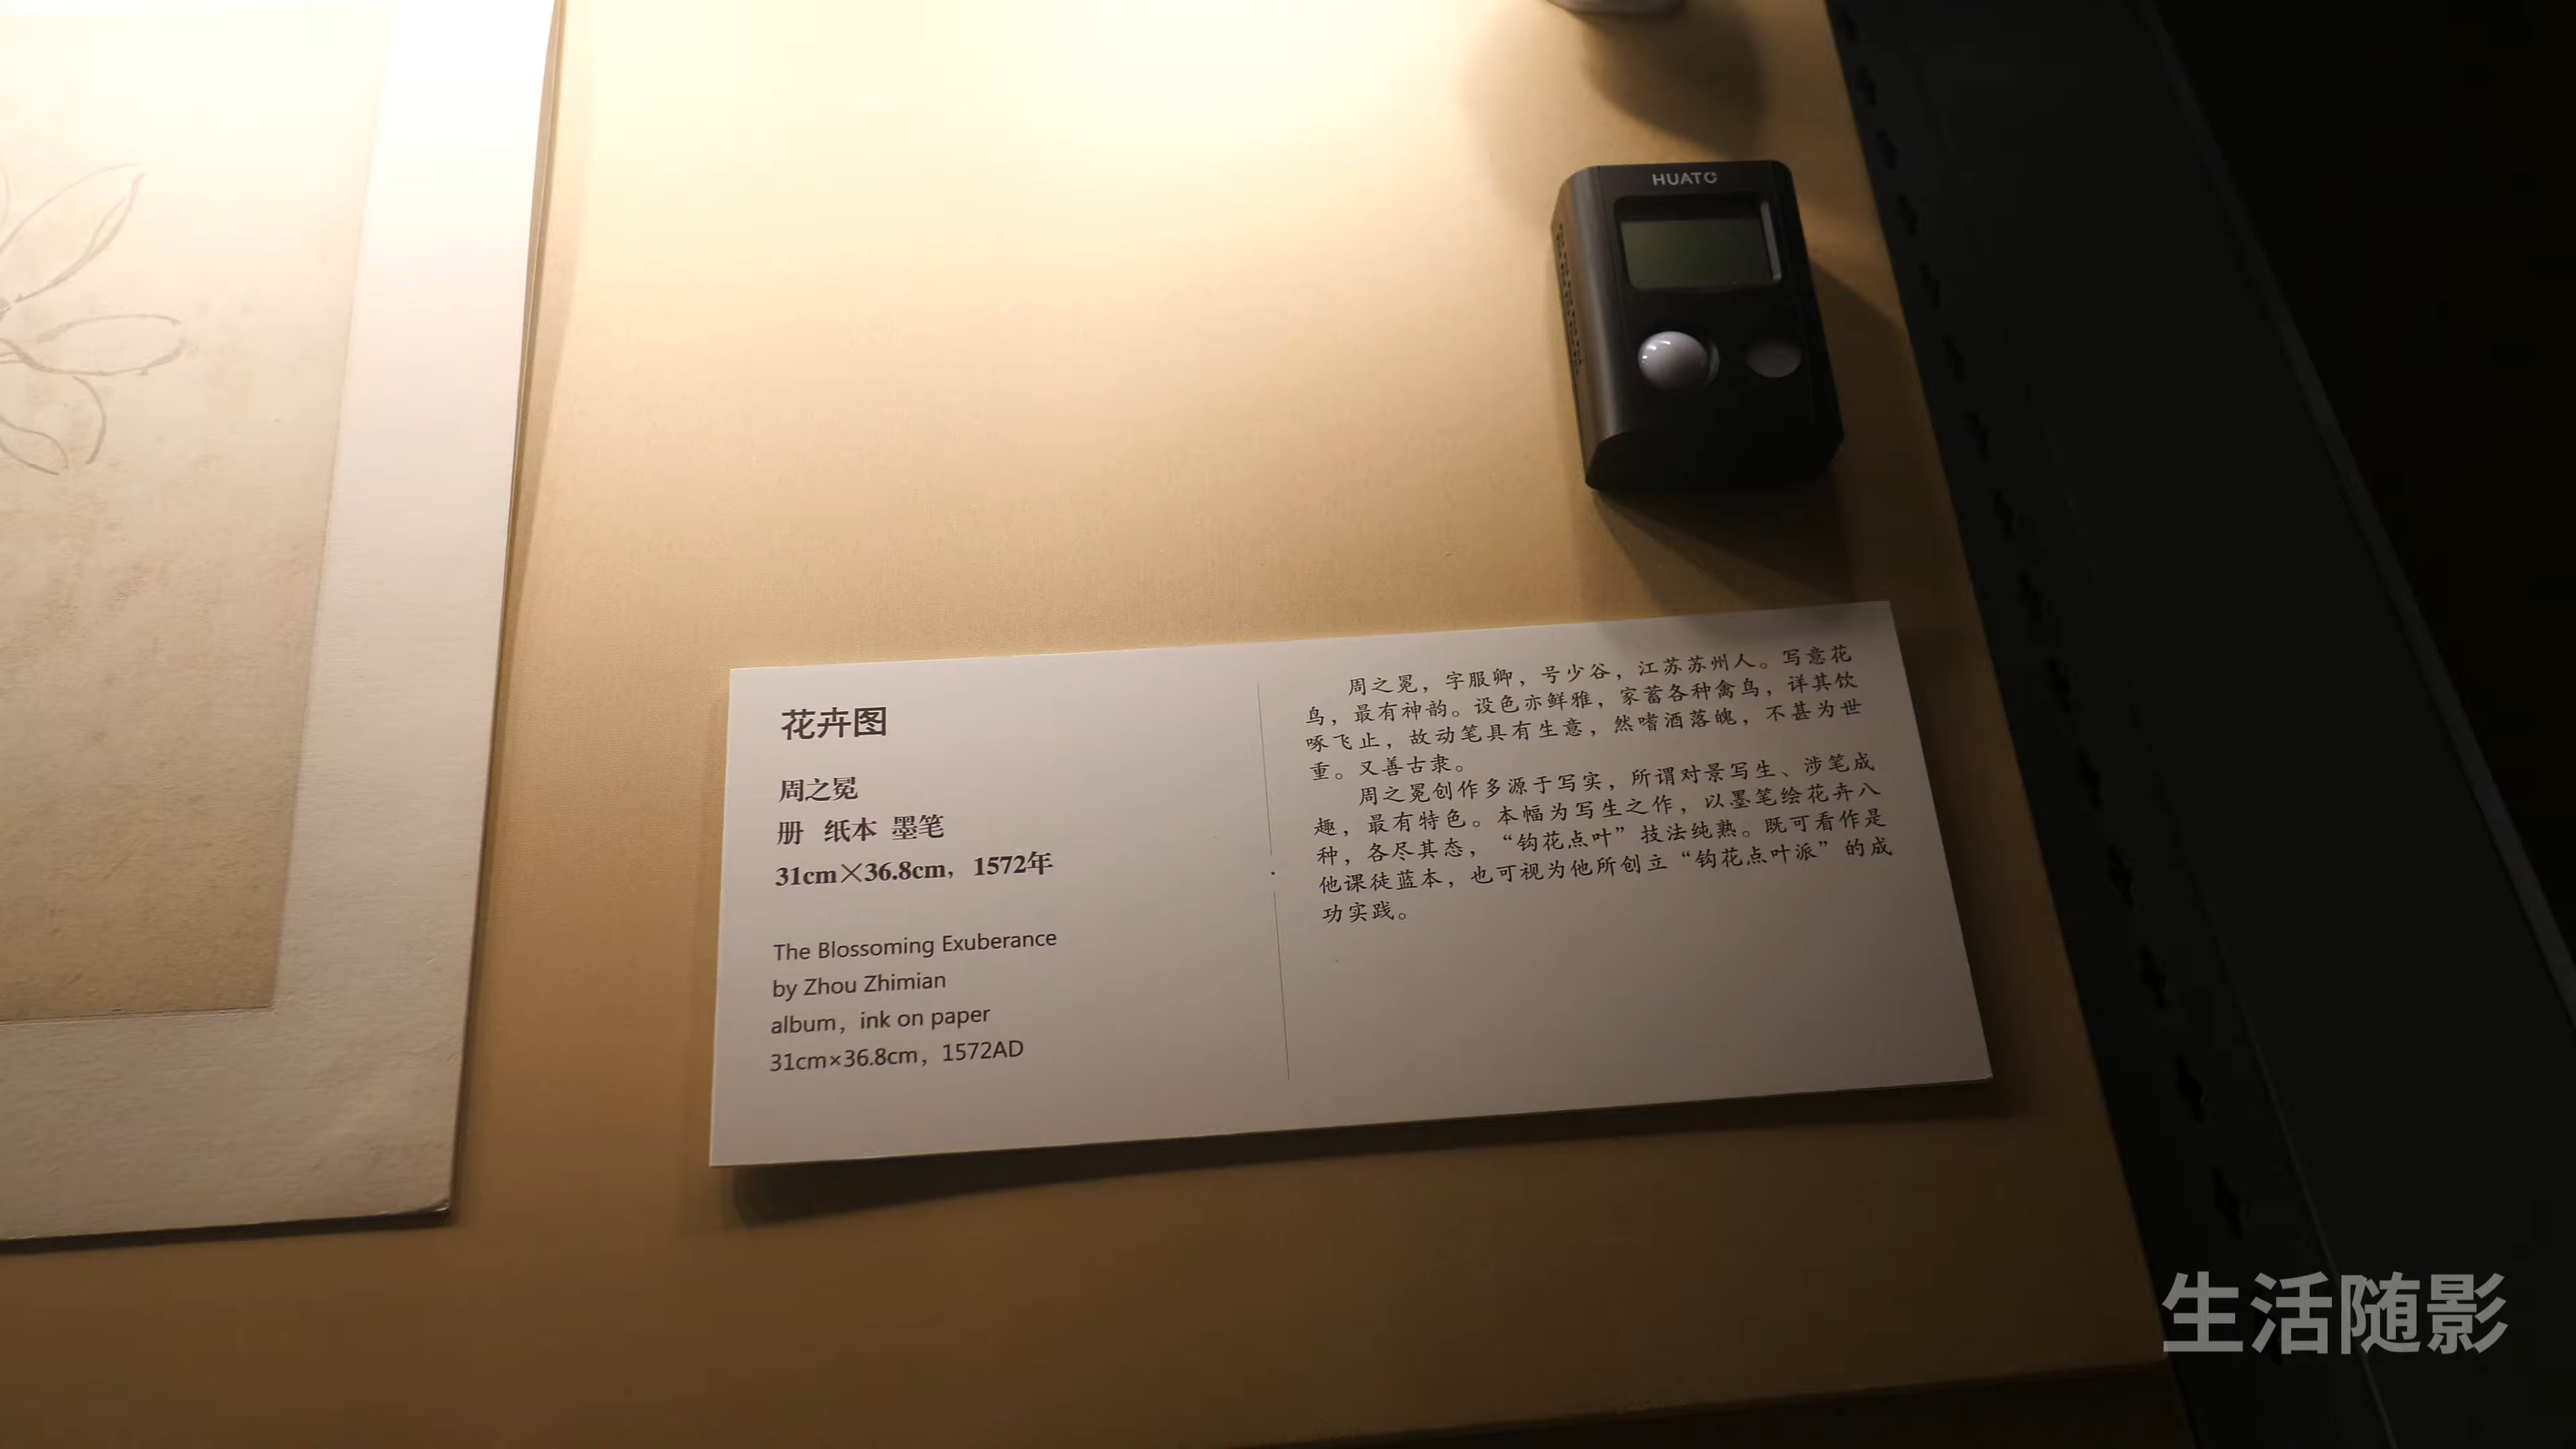 HUATO
花卉图
周之冕
册 纸本 墨笔
31cm×36.8cm，1572年
The Blossoming Exuberance
by Zhou Zhimian
album，ink on paper
31cm×36.8cm，1572AD
周之冕，字服卿，号少谷，江苏苏州人。写意花
鸟，最有神韵。设色亦鲜雅，家蓄各种禽鸟，详其饮
啄飞止，故动笔具有生意，然嗜酒落魄，不甚为世
重。又善古隶。
周之冕创作多源于写实，所谓对景写生、涉笔成
趣，最有特色。本幅为写生之作，以墨笔绘花卉八
种，各尽其态，“钩花点叶”技法纯熟。既可看作是
他课徒蓝本，也可视为他所创立“钩花点叶派”的成
功实践。
生活随影